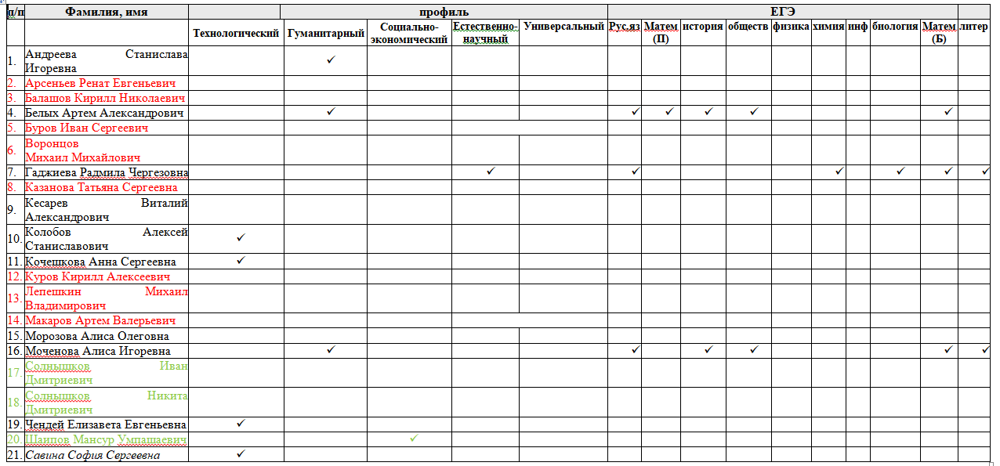 п/п Фамилия, имя профиль ЕГЭ
Технологический Гуманитарный Социально-экономический Естественно-научный Универсальный Рус,яз Матем (П) история обществ физика химия инф биология Матем (Б) литер
1. Андреева Станислава
Игоревна ✓
2. Арсеньев Ренат Евгеньевич
3. Балашов Кирилл Николаевич
4. Белых Артем Александрович ✓ ✓ ✓ ✓ ✓ ✓
5. Буров Иван Сергеевич
6. Воронцов
Михаил Михайлович
7. Гаджиева Радмила Чергезовна ✓ ✓ ✓ ✓ ✓ ✓
8. Казанова Татьяна Сергеевна
9. Кесарев Виталий
Александрович
10. Колобов Алексей
Станиславович ✓
11. Кочешкова Анна Сергеевна ✓
12. Куров Кирилл Алексеевич
13. Лепешкин Михаил
Владимирович
14. Макаров Артем Валерьевич
15. Морозова Алиса Олеговна
16. Моченова Алиса Игоревна ✓ ✓ ✓ ✓ ✓ ✓
17. Солнышков Иван
Дмитриевич
18. Солнышков Никита
Дмитриевич
19. Чендей Елизавета Евгеньевна ✓
20. Шаипов Мансур Умпашаевич ✓
21. Савина София Сергеевна ✓